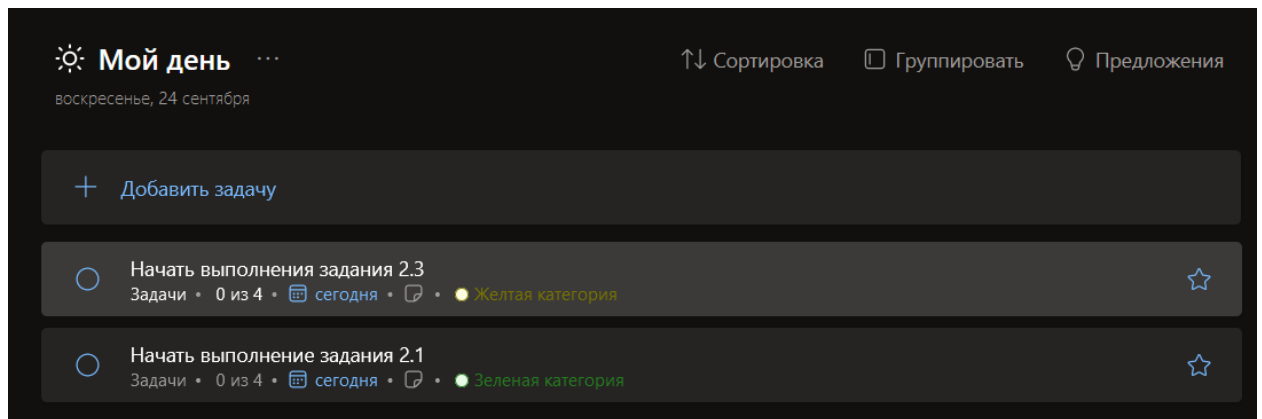 Мой день ...
Сортировка
Группировать
Предложения
воскресенье, 24 сентября
Добавить задачу
Начать выполнения задания 2.3
Задачи • 0 из 4 • сегодня • • Желтая категория
Начать выполнение задания 2.1
Задачи • 0 из 4 • сегодня • • Зеленая категория